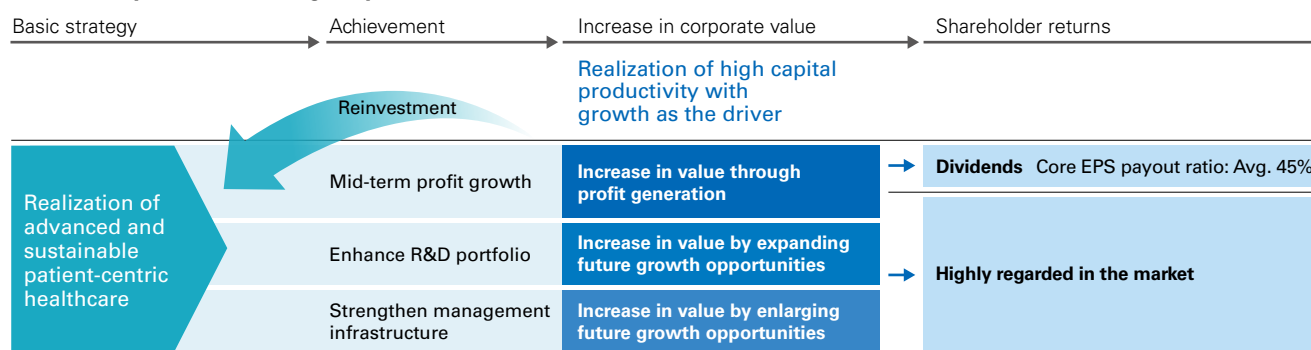 Basic strategy
Achievement
Increase in corporate value
Shareholder returns
Realization of high capital
productivity with
growth as the driver
Reinvestment
Realization of
advanced and
sustainable
patient-centric
healthcare
Mid-term profit growth
Increase in value through
profit generation
Dividends Core EPS payout ratio: Avg. 45%
Enhance R&D portfolio
Increase in value by expanding
future growth opportunities
Highly regarded in the market
Strengthen management
infrastructure
Increase in value by enlarging
future growth opportunities